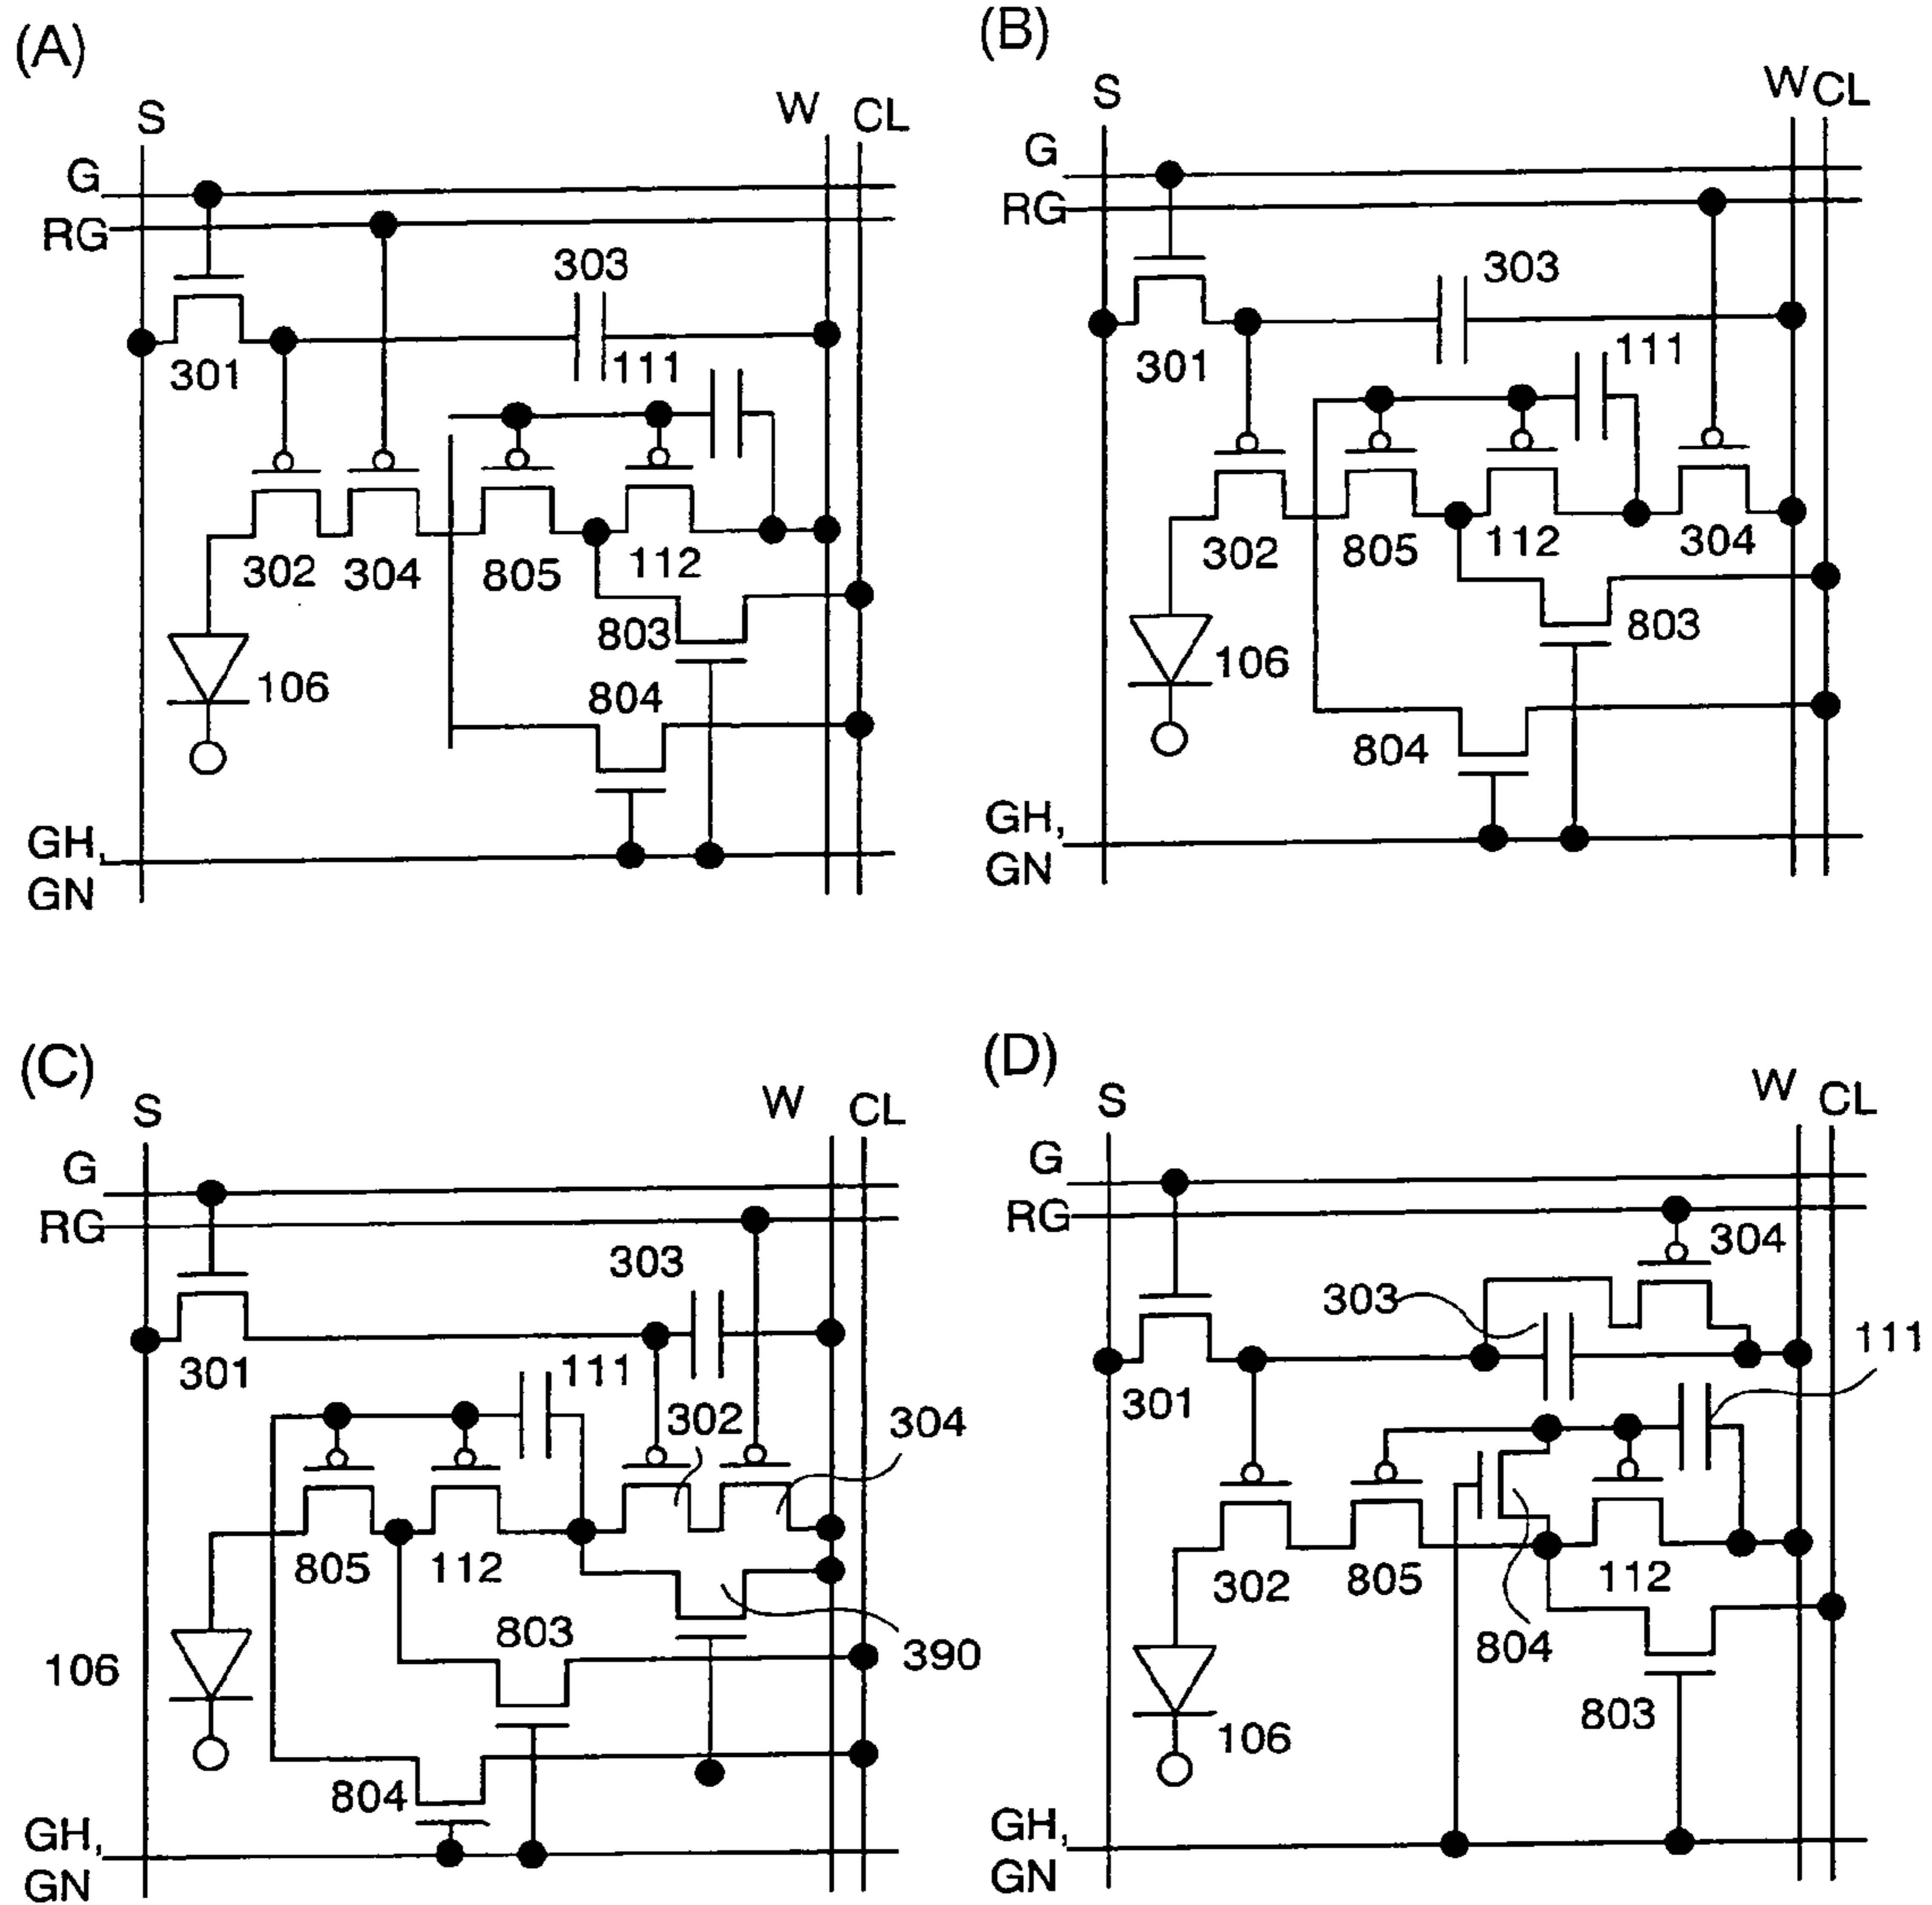 (A)
S
W
CL
G
RG
303
301
111
302
304
805
112
803
106
804
GH,
GN
(B)
S
W CL
G
RG
303
301
111
302
805
112
304
803
106
804
GH,
GN
(C)
S
W
CL
G
RG
303
301
111
302
304
805
112
803
106
390
804
GH,
GN
(D)
S
W
CL
G
RG
304
303
111
301
302
805
112
804
803
106
GH,
GN